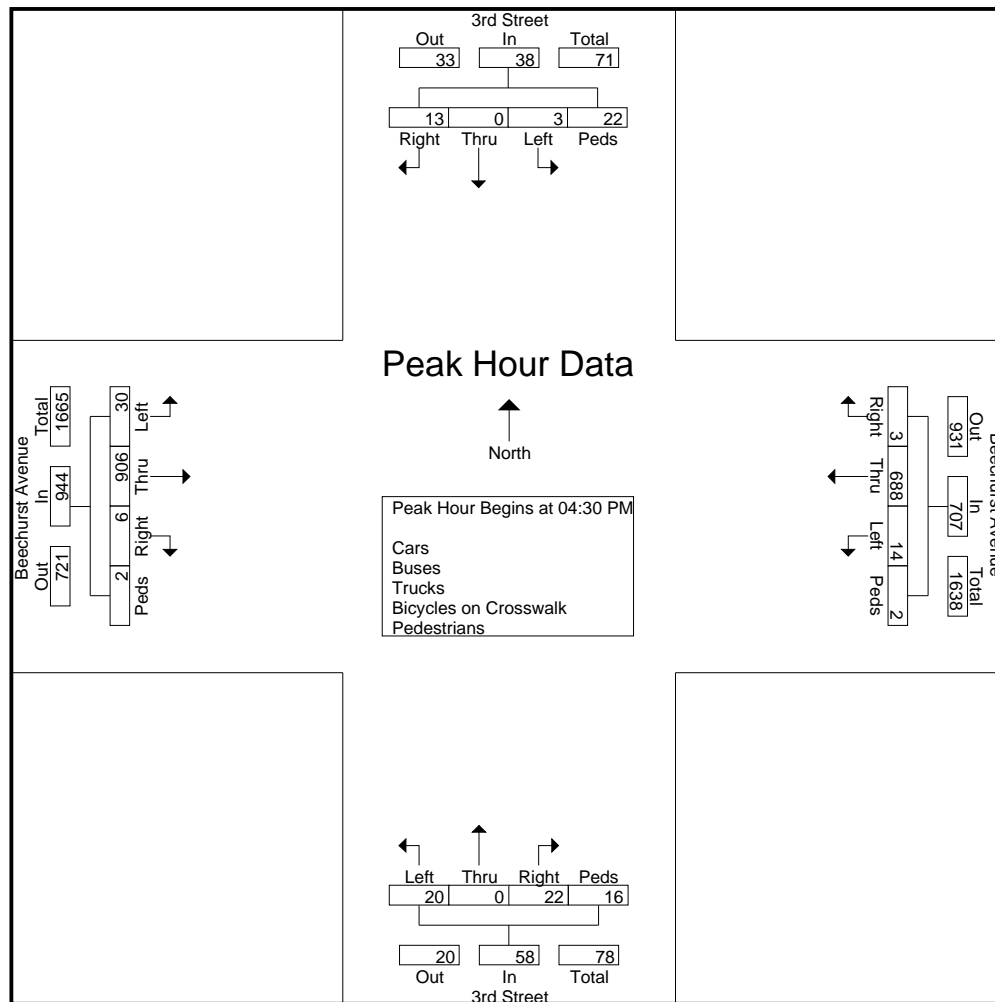 3rd Street
Out In Total
33 38 71
13 0 3 22
Right Thru Left Peds
Peak Hour Data
North
Peak Hour Begins at 04:30 PM
Cars
Buses
Trucks
Bicycles on Crosswalk
Pedestrians
Beechurst Avenue
Out In Total
721 944 1665
30 906 6 2
Left Thru Right Peds
Beechurst Avenue
Out In Total
931 707 1638
3 688 14 2
Right Thru Left Peds
Left Thru Right Peds
20 0 22 16
20 58 78
Out In Total
3rd Street